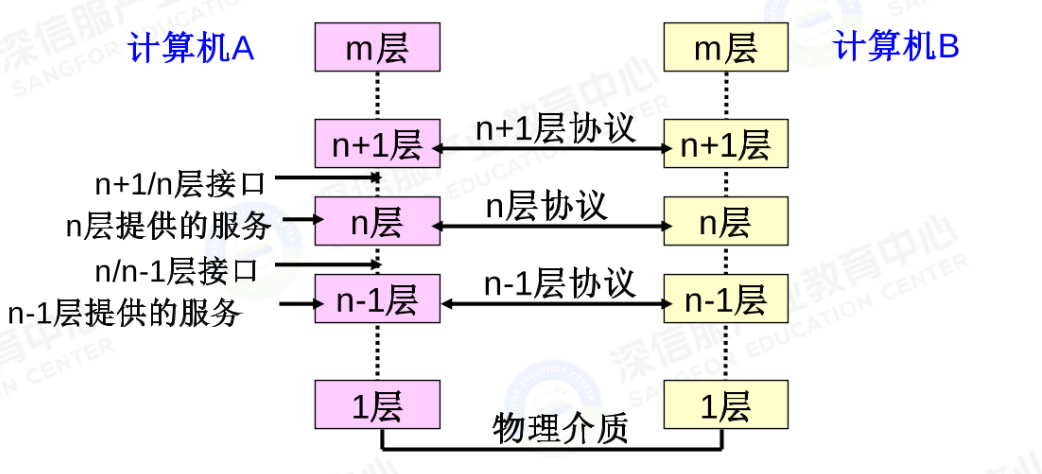 计算机A
m层
m层
计算机B
n+1层
n+1层协议
n+1层
n+1/n层接口
n层提供的服务
n层
n层协议
n层
n/n-1层接口
n-1层提供的服务
n-1层
n-1层协议
n-1层
1层
物理介质
1层
深信服产业教育中心
SANGFOR EDUCATION CENTER